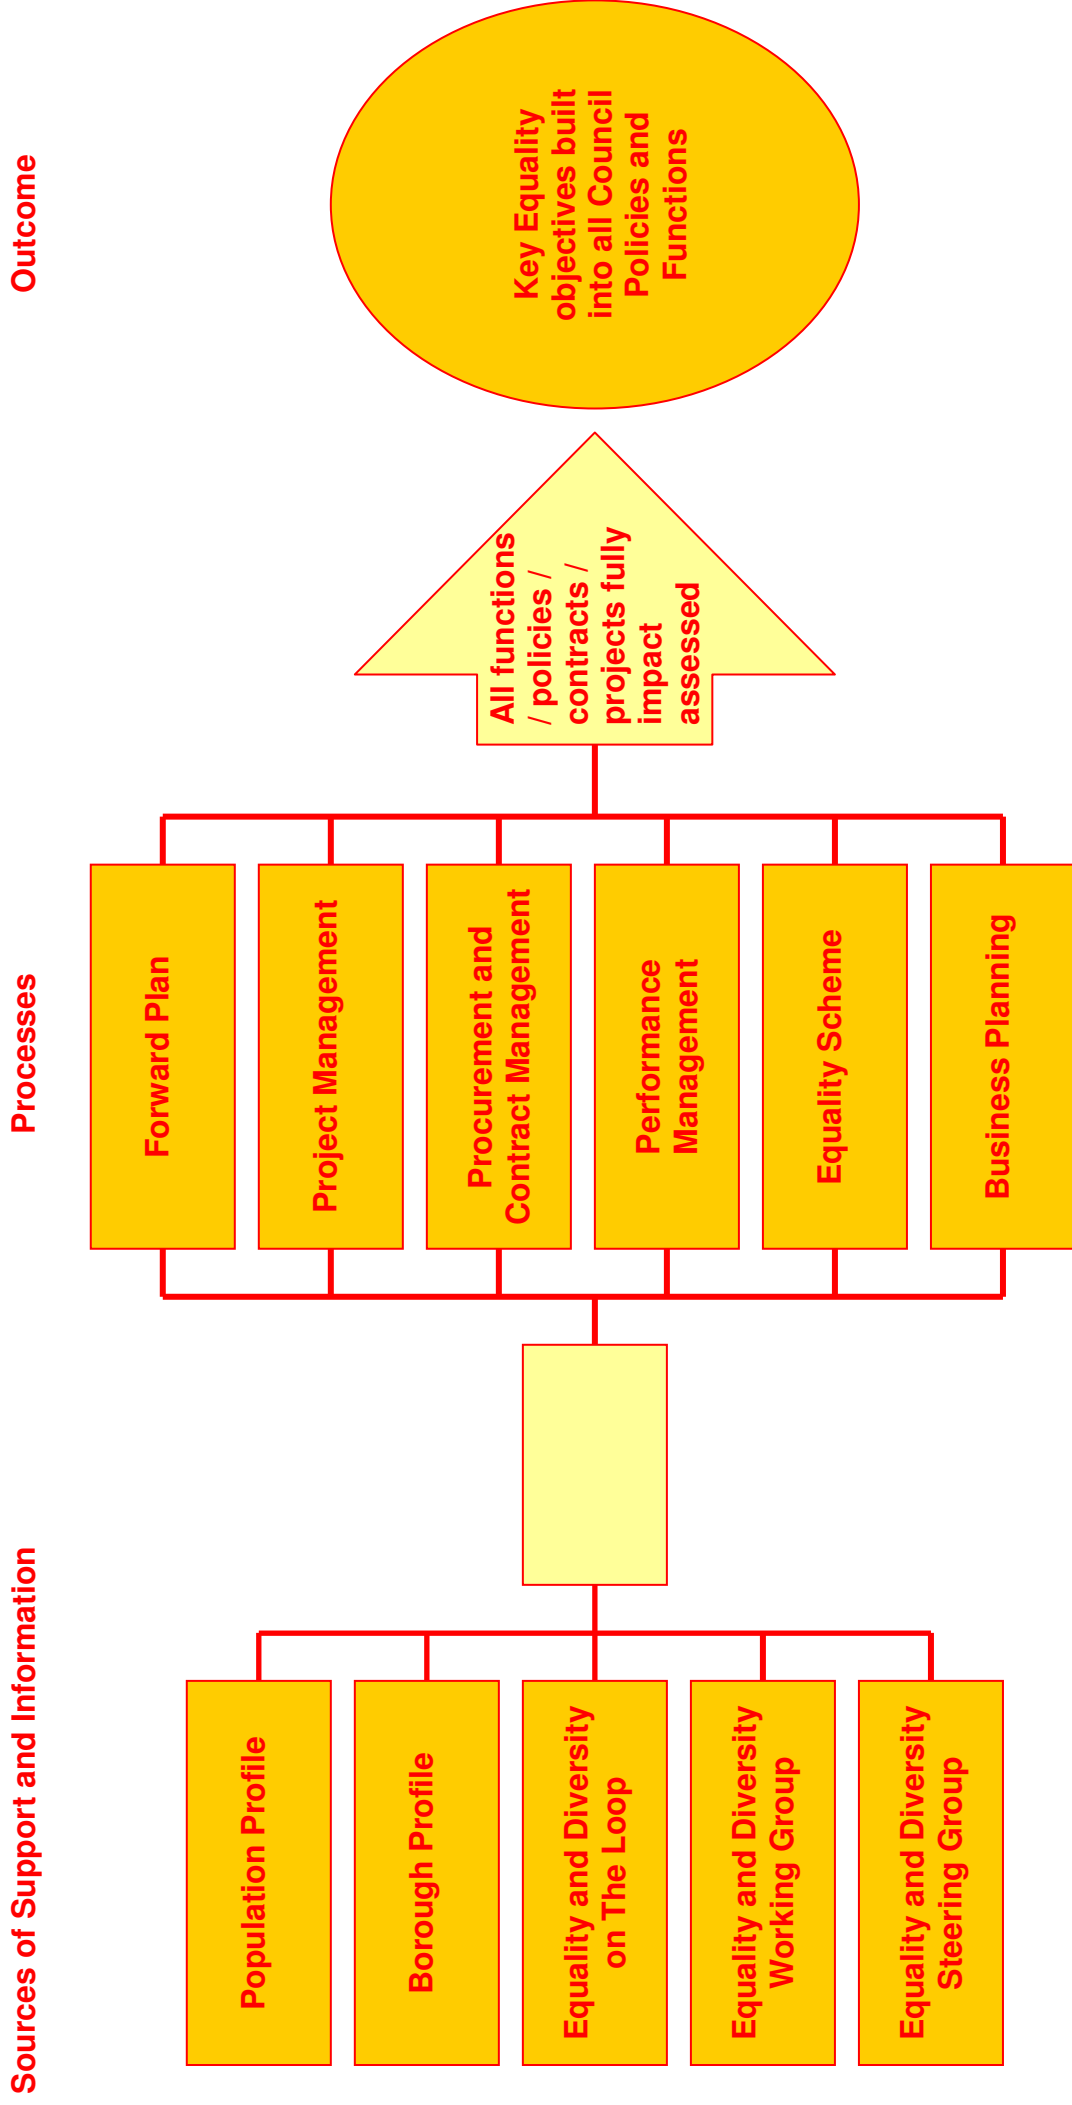 Sources of Support and Information
Processes
Outcome
Population Profile
Borough Profile
Equality and Diversity
on The Loop
Equality and Diversity
Working Group
Equality and Diversity
Steering Group
Forward Plan
Project Management
Procurement and
Contract Management
Performance
Management
Equality Scheme
Business Planning
All functions
/ policies /
contracts /
projects fully
impact
assessed
Key Equality
objectives built
into all Council
Policies and
Functions